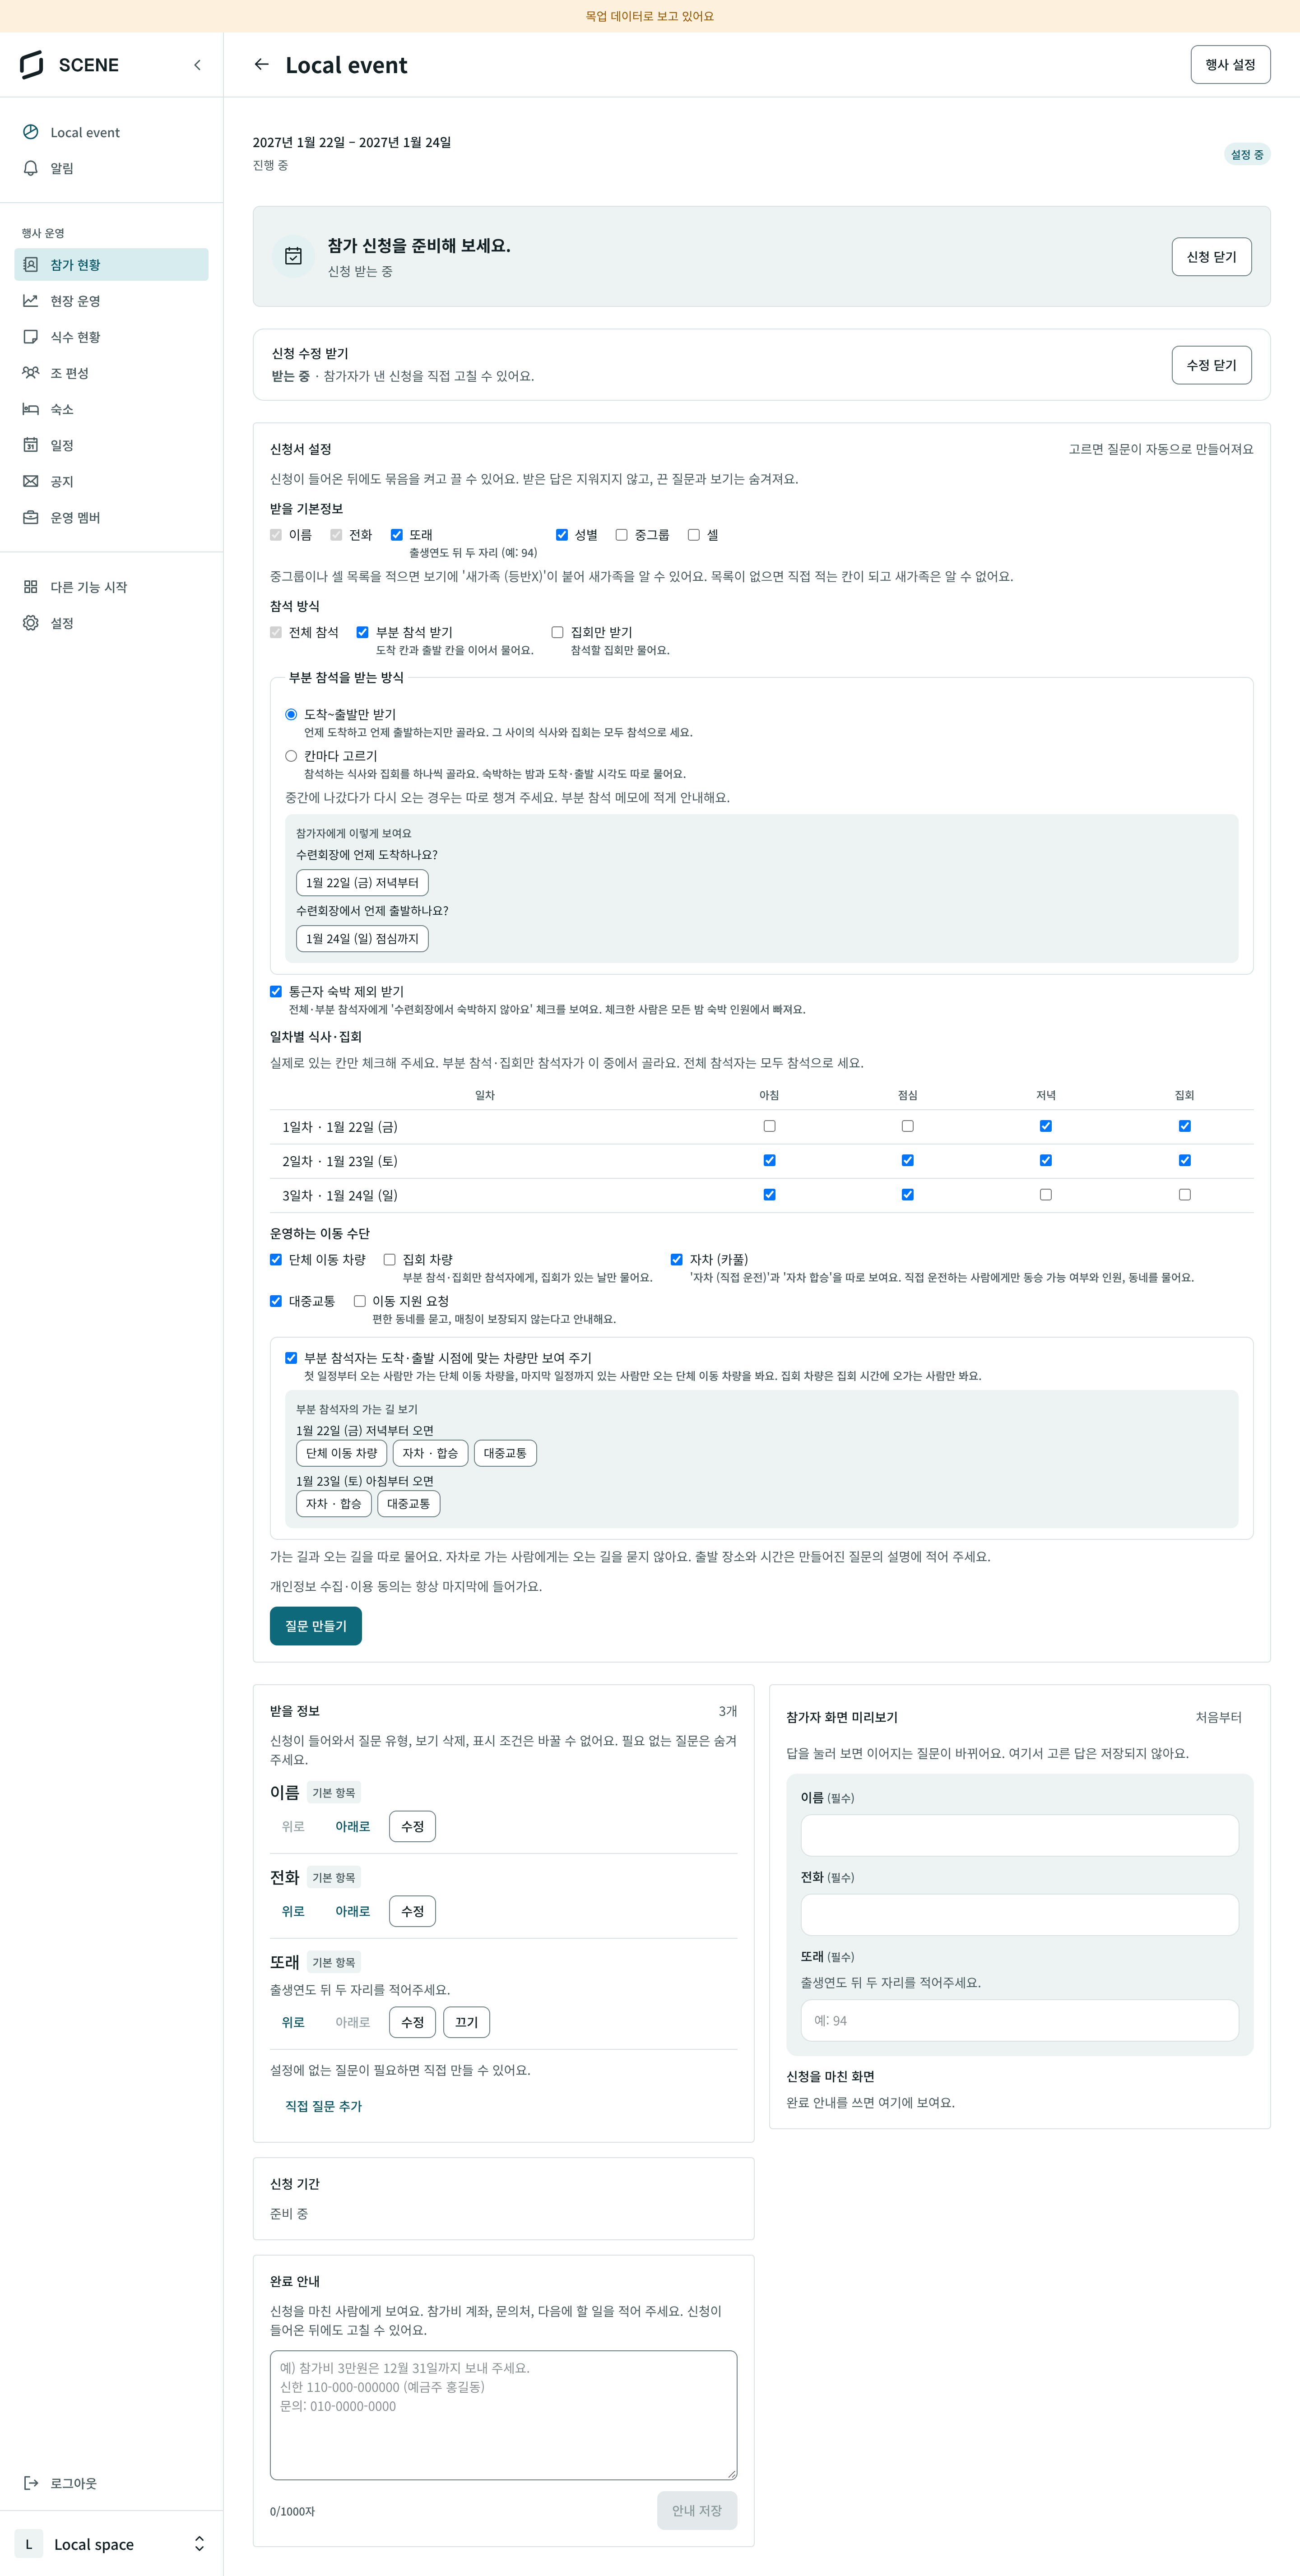 목업 데이터로 보고 있어요
SCENE
Local event
행사 설정
Local event
알림
행사 운영
참가 현황
현장 운영
식수 현황
조 편성
숙소
일정
공지
운영 멤버
다른 기능 시작
설정
로그아웃
L Local space
2027년 1월 22일 – 2027년 1월 24일
진행 중
설정 중
참가 신청을 준비해 보세요.
신청 받는 중
신청 닫기
신청 수정 받기
받는 중 · 참가자가 낸 신청을 직접 고칠 수 있어요.
수정 닫기
신청서 설정
고르면 질문이 자동으로 만들어져요
신청이 들어온 뒤에도 묶음을 켜고 끌 수 있어요. 받은 답은 지워지지 않고, 끈 질문과 보기는 숨겨져요.
받을 기본정보
이름 전화 또래 성별 중그룹 셀
출생연도 뒤 두 자리 (예: 94)
중그룹이나 셀 목록을 적으면 보기에 '새가족 (등반X)'이 붙어 새가족을 알 수 있어요. 목록이 없으면 직접 적는 칸이 되고 새가족은 알 수 없어요.
참석 방식
전체 참석 부분 참석 받기 집회만 받기
도착 칸과 출발 칸을 이어서 물어요. 참석할 집회만 물어요.
부분 참석을 받는 방식
도착~출발만 받기
언제 도착하고 언제 출발하는지만 골라요. 그 사이의 식사와 집회는 모두 참석으로 세요.
칸마다 고르기
참석하는 식사와 집회를 하나씩 골라요. 숙박하는 밤과 도착·출발 시각도 따로 물어요.
중간에 나갔다가 다시 오는 경우는 따로 챙겨 주세요. 부분 참석 메모에 적게 안내해요.
참가자에게 이렇게 보여요
수련회장에 언제 도착하나요?
1월 22일 (금) 저녁부터
수련회장에서 언제 출발하나요?
1월 24일 (일) 점심까지
통근자 숙박 제외 받기
전체·부분 참석자에게 '수련회장에서 숙박하지 않아요' 체크를 보여요. 체크한 사람은 모든 밤 숙박 인원에서 빠져요.
일차별 식사·집회
실제로 있는 칸만 체크해 주세요. 부분 참석·집회만 참석자가 이 중에서 골라요. 전체 참석자는 모두 참석으로 세요.
일차 아침 점심 저녁 집회
1일차 · 1월 22일 (금)
2일차 · 1월 23일 (토)
3일차 · 1월 24일 (일)
운영하는 이동 수단
단체 이동 차량 집회 차량 자차 (카풀)
부분 참석·집회만 참석자에게, 집회가 있는 날만 물어요. '자차 (직접 운전)'과 '자차 합승'을 따로 보여요. 직접 운전하는 사람에게만 동승 가능 여부와 인원, 동네를 물어요.
대중교통 이동 지원 요청
편한 동네를 묻고, 매칭이 보장되지 않는다고 안내해요.
부분 참석자는 도착·출발 시점에 맞는 차량만 보여 주기
첫 일정부터 오는 사람만 가는 단체 이동 차량을, 마지막 일정까지 있는 사람만 오는 단체 이동 차량을 봐요. 집회 차량은 집회 시간에 오가는 사람만 봐요.
부분 참석자의 가는 길 보기
1월 22일 (금) 저녁부터 오면
단체 이동 차량 자차 · 합승 대중교통
1월 23일 (토) 아침부터 오면
자차 · 합승 대중교통
가는 길과 오는 길을 따로 물어요. 자차로 가는 사람에게는 오는 길을 묻지 않아요. 출발 장소와 시간은 만들어진 질문의 설명에 적어 주세요.
개인정보 수집·이용 동의는 항상 마지막에 들어가요.
질문 만들기
받을 정보
3개
신청이 들어와서 질문 유형, 보기 삭제, 표시 조건은 바꿀 수 없어요. 필요 없는 질문은 숨겨
주세요.
이름 기본 항목
위로 아래로 수정
전화 기본 항목
위로 아래로 수정
또래 기본 항목
출생연도 뒤 두 자리를 적어주세요.
위로 아래로 수정 끄기
설정에 없는 질문이 필요하면 직접 만들 수 있어요.
직접 질문 추가
신청 기간
준비 중
완료 안내
신청을 마친 사람에게 보여요. 참가비 계좌, 문의처, 다음에 할 일을 적어 주세요. 신청이
들어온 뒤에도 고칠 수 있어요.
예) 참가비 3만원은 12월 31일까지 보내 주세요.
신한 110-000-000000 (예금주 홍길동)
문의: 010-0000-0000
0/1000자
안내 저장
참가자 화면 미리보기
처음부터
답을 눌러 보면 이어지는 질문이 바뀌어요. 여기서 고른 답은 저장되지 않아요.
이름 (필수)
전화 (필수)
또래 (필수)
출생연도 뒤 두 자리를 적어주세요.
예: 94
신청을 마친 화면
완료 안내를 쓰면 여기에 보여요.